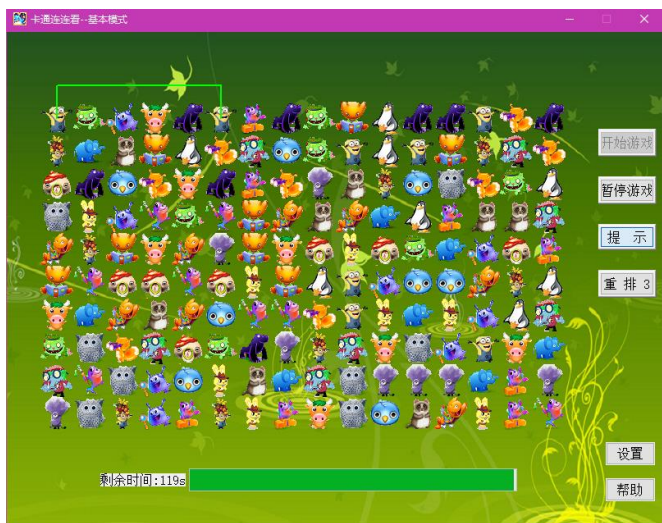 卡通连连看--基本模式
开始游戏
暂停游戏
提 示
重 排 3
设置
剩余时间:119s
帮助